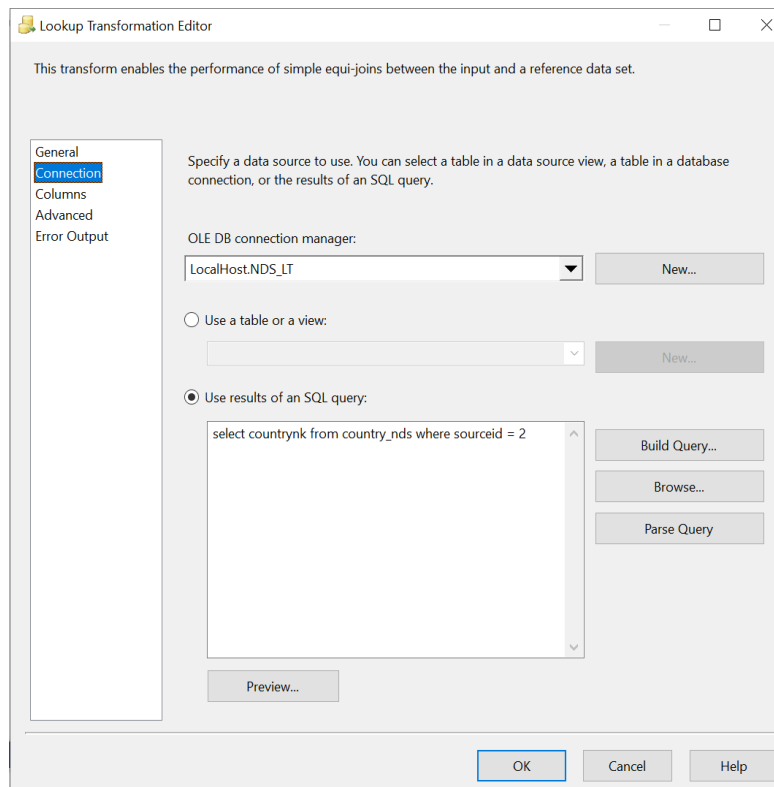 Lookup Transformation Editor
This transform enables the performance of simple equi-joins between the input and a reference data set.
General
Connection
Columns
Advanced
Error Output
Specify a data source to use. You can select a table in a data source view, a table in a database
connection, or the results of an SQL query.
OLE DB connection manager:
LocalHost.NDS_LT
New...
Use a table or a view:
New...
Use results of an SQL query:
select countrynk from country_nds where sourceid = 2
Build Query...
Browse...
Parse Query
Preview...
OK
Cancel
Help